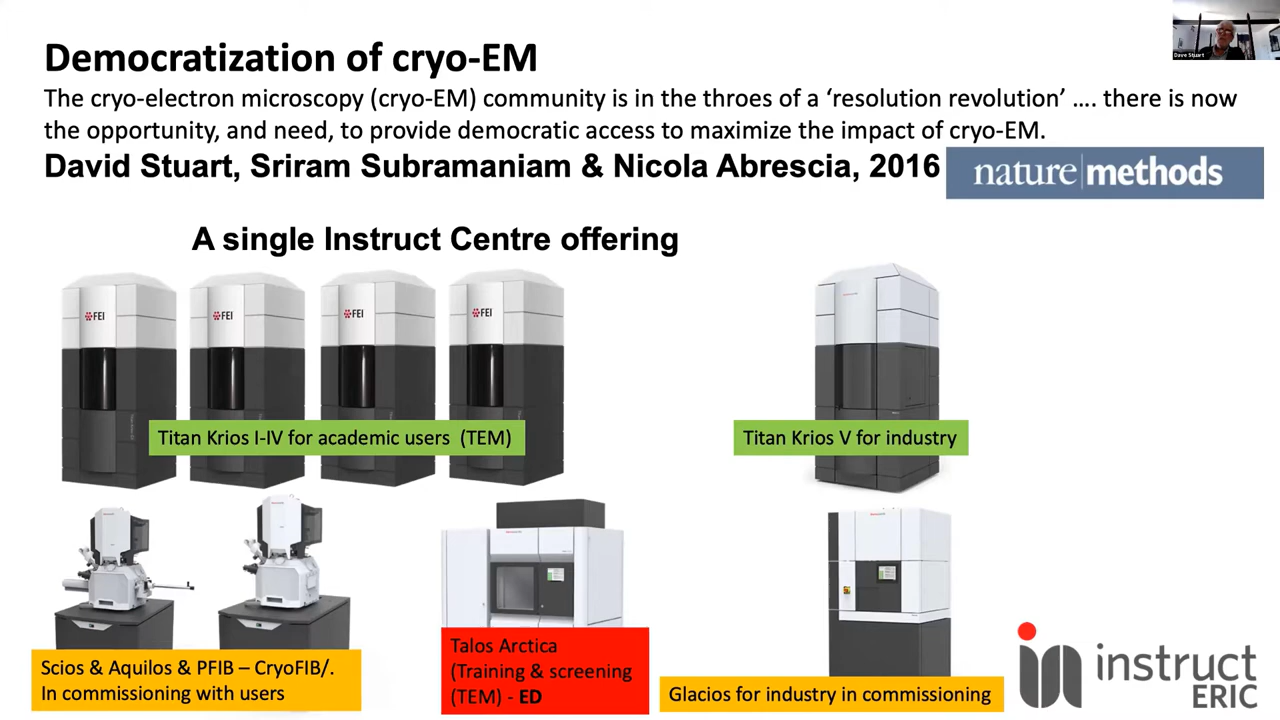 Democratization of cryo-EM
The cryo-electron microscopy (cryo-EM) community is in the throes of a ‘resolution revolution’ …. there is now
the opportunity, and need, to provide democratic access to maximize the impact of cryo-EM.
David Stuart, Sriram Subramaniam & Nicola Abrescia, 2016
nature|methods
Dave Stuart
A single Instruct Centre offering
FEI
FEI
FEI
FEI
Titan Krios I-IV for academic users (TEM)
Titan Krios V for industry
Scios & Aquilos & PFIB – CryoFIB/.
In commissioning with users
Talos Arctica
(Training & screening
(TEM) - ED
Glacios for industry in commissioning
instruct
ERIC